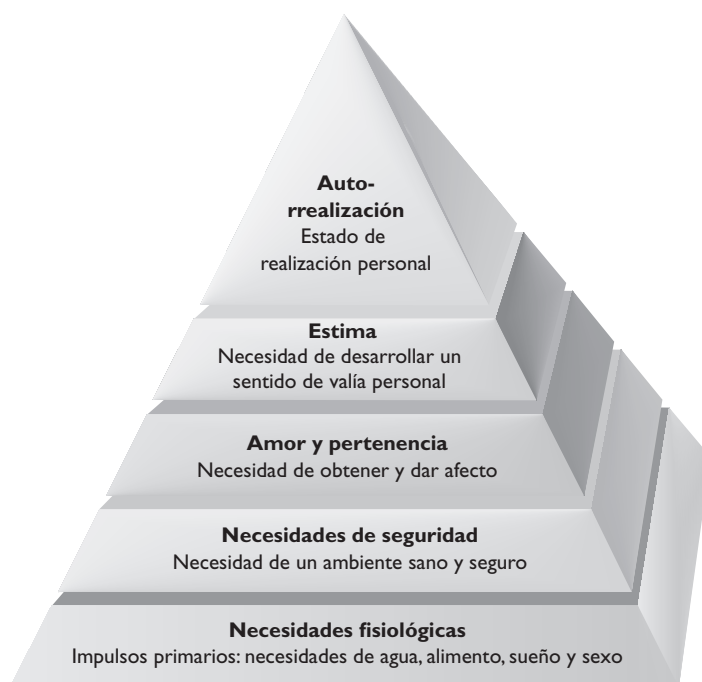 Auto-
rrealización
Estado de
realización personal
Estima
Necesidad de desarrollar un
sentido de valía personal
Amor y pertenencia
Necesidad de obtener y dar afecto
Necesidades de seguridad
Necesidad de un ambiente sano y seguro
Necesidades fisiológicas
Impulsos primarios: necesidades de agua, alimento, sueño y sexo